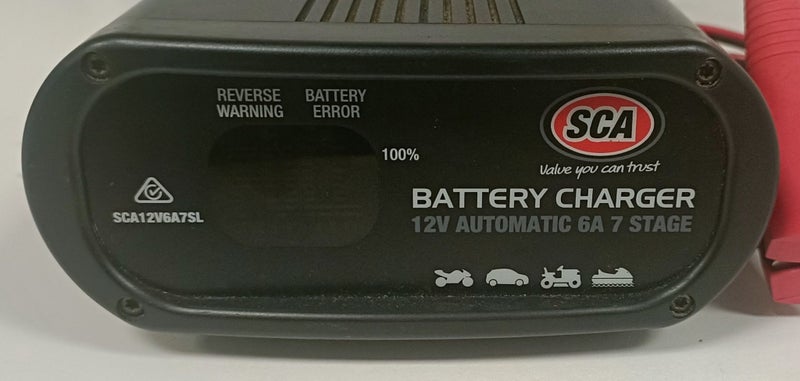 REVERSE WARNING
BATTERY ERROR
100%
SCA12V6A7SL
SCA
Value you can trust
BATTERY CHARGER
12V AUTOMATIC 6A 7 STAGE